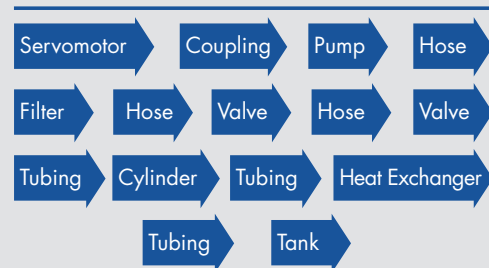 Servomotor Coupling Pump Hose
Filter Hose Valve Hose Valve
Tubing Cylinder Tubing Heat Exchanger
Tubing Tank